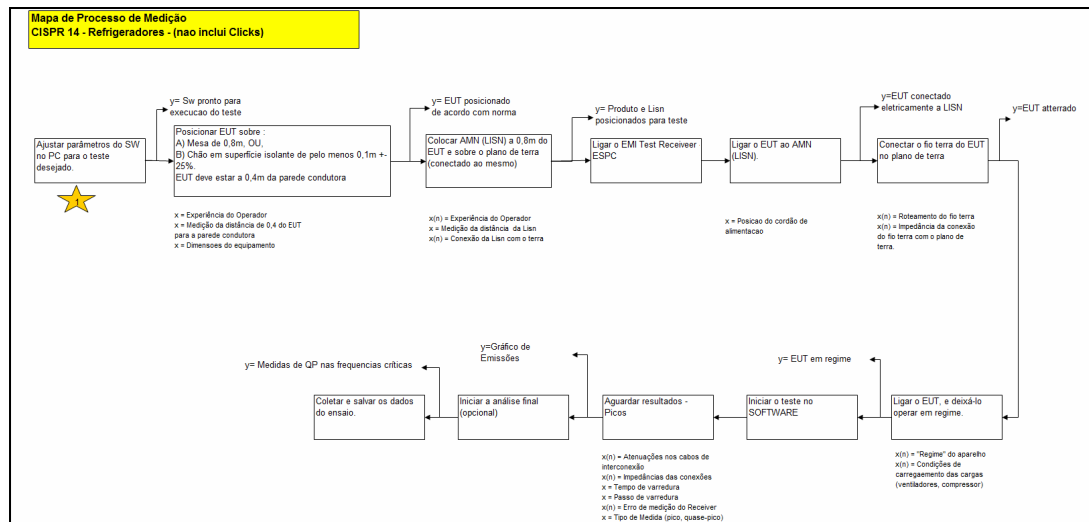 Mapa de Processo de Medição
CISPR 14 - Refrigeradores - (nao inclui Clicks)
y= Sw pronto para
execucao do teste
y= EUT posicionado
de acordo com norma
y= Produto e Lisn
posicionados para teste
y=EUT conectado
eletricamente a LISN
y=EUT atterrado
Ajustar parâmetros do SW
no PC para o teste
desejado.
1
Posicionar EUT sobre :
A) Mesa de 0,8m, OU,
B) Chão em superfície isolante de pelo menos 0,1m +-
25%.
EUT deve estar a 0,4m da parede condutora
Colocar AMN (LISN) a 0,8m do
EUT e sobre o plano de terra
(conectado ao mesmo)
Ligar o EMI Test Receiveer
ESPC
Ligar o EUT ao AMN
(LISN).
Conectar o fio terra do EUT
no plano de terra
x = Experiência do Operador
x = Medição da distância de 0,4 do EUT
para a parede condutora
x = Dimensoes do equipamento
x(n) = Experiência do Operador
x = Medição da distância da Lisn
x(n) = Conexão da Lisn com o terra
x = Posicao do cordão de
alimentacao
x(n) = Roteamento do fio terra
x(n) = Impedância da conexão
do fio terra com o plano de
terra.
y= Medidas de QP nas frequencias críticas
y=Gráfico de
Emissões
y= EUT em regime
Coletar e salvar os dados
do ensaio.
Iniciar a análise final
(opcional)
Aguardar resultados -
Picos
Iniciar o teste no
SOFTWARE
Ligar o EUT, e deixá-lo
operar em regime.
x(n) = Atenuações nos cabos de
interconexão
x(n) = Impedâncias das conexões
x = Tempo de varredura
x = Passo de varredura
x(n) = Erro de medição do Receiver
x = Tipo de Medida (pico, quase-pico)
x(n) = "Regime" do aparelho
x(n) = Condições de
carregaemento das cargas
(ventiladores, compressor)